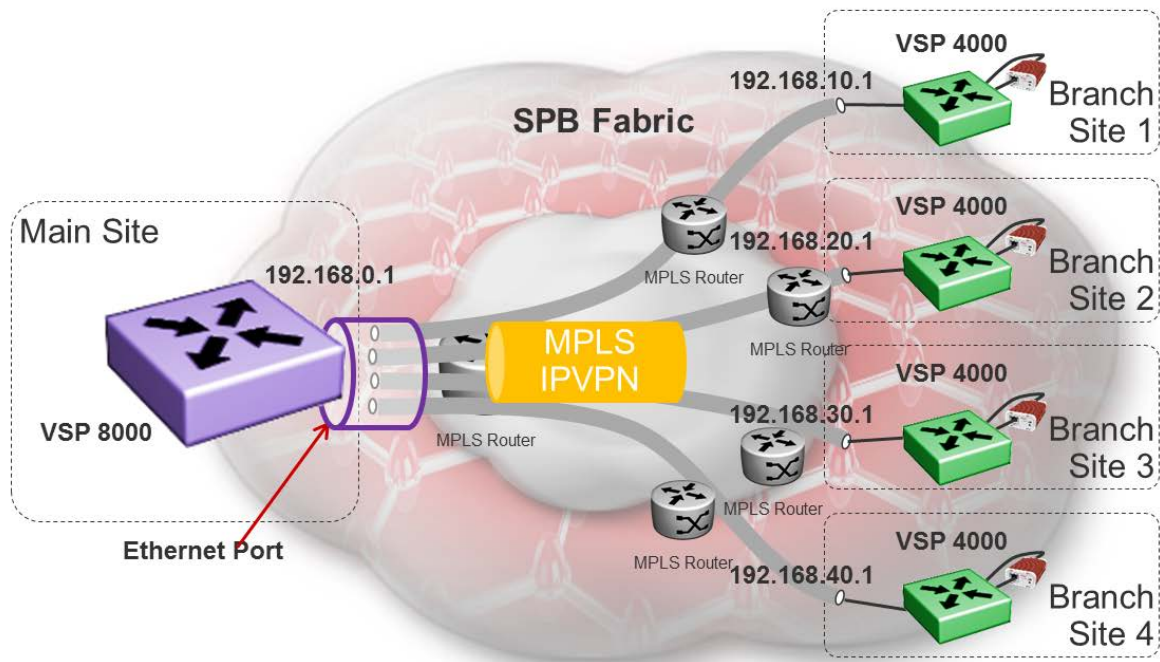 VSP 4000
192.168.10.1
Branch
Site 1
SPB Fabric
VSP 4000
Main Site
192.168.20.1
Branch
Site 2
192.168.0.1
MPLS Router
MPLS
IPVPN
MPLS Router
VSP 4000
192.168.30.1
Branch
Site 3
VSP 8000
MPLS Router
MPLS Router
Ethernet Port
MPLS Router
VSP 4000
192.168.40.1
Branch
Site 4